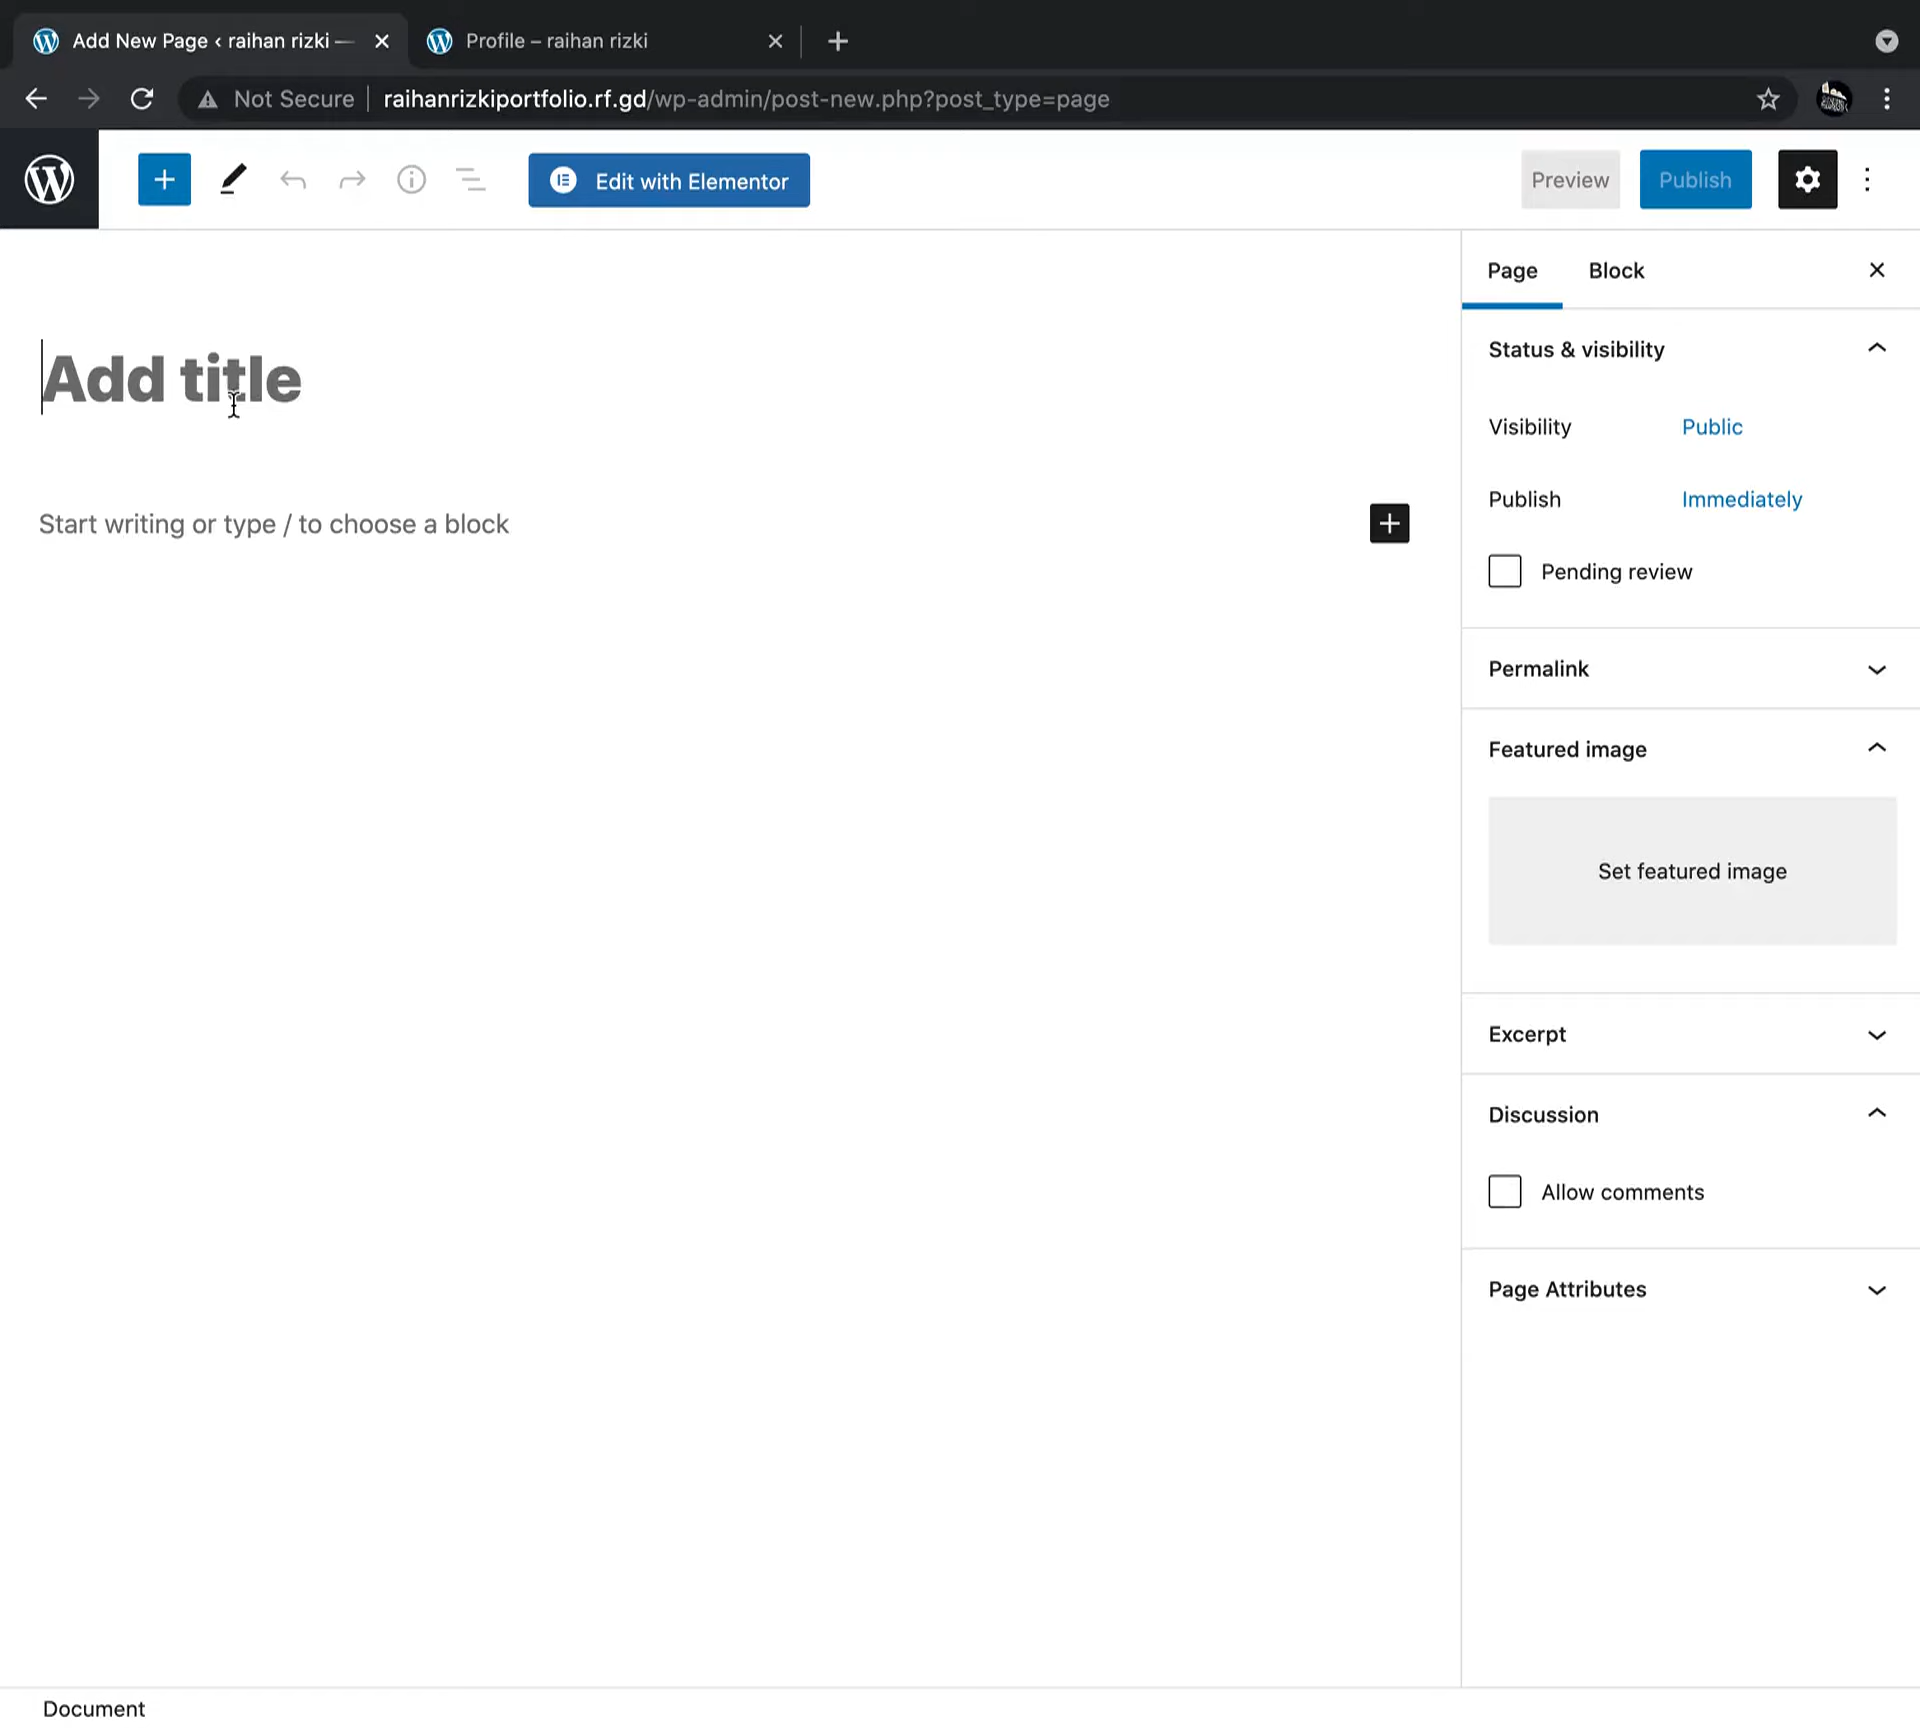 Add New Page ‹ raihan rizki —
Profile – raihan rizki
Not Secure
raihanrizkiportfolio.rf.gd/wp-admin/post-new.php?post_type=page
Edit with Elementor
Preview
Publish
Page
Block
Add title
Start writing or type / to choose a block
Status & visibility
Visibility
Public
Publish
Immediately
Pending review
Permalink
Featured image
Set featured image
Excerpt
Discussion
Allow comments
Page Attributes
Document